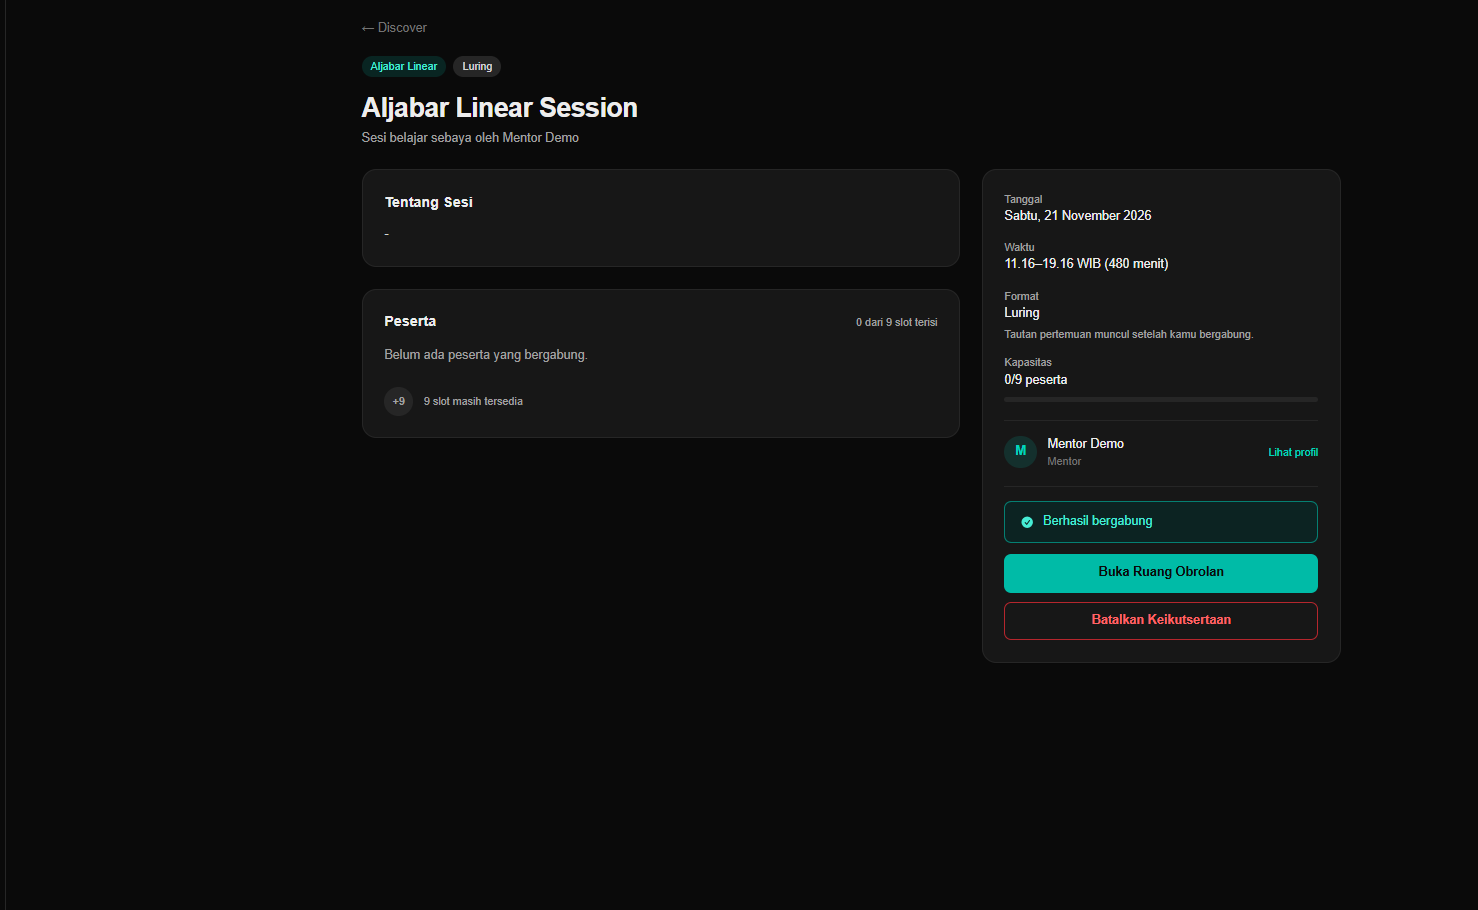 ← Discover
Aljabar Linear
Luring
Aljabar Linear Session
Sesi belajar sebaya oleh Mentor Demo
Tentang Sesi
-
Peserta
0 dari 9 slot terisi
Belum ada peserta yang bergabung.
+9
9 slot masih tersedia
Tanggal
Sabtu, 21 November 2026
Waktu
11.16–19.16 WIB (480 menit)
Format
Luring
Tautan pertemuan muncul setelah kamu bergabung.
Kapasitas
0/9 peserta
M
Mentor Demo
Mentor
Lihat profil
Berhasil bergabung
Buka Ruang Obrolan
Batalkan Keikutsertaan